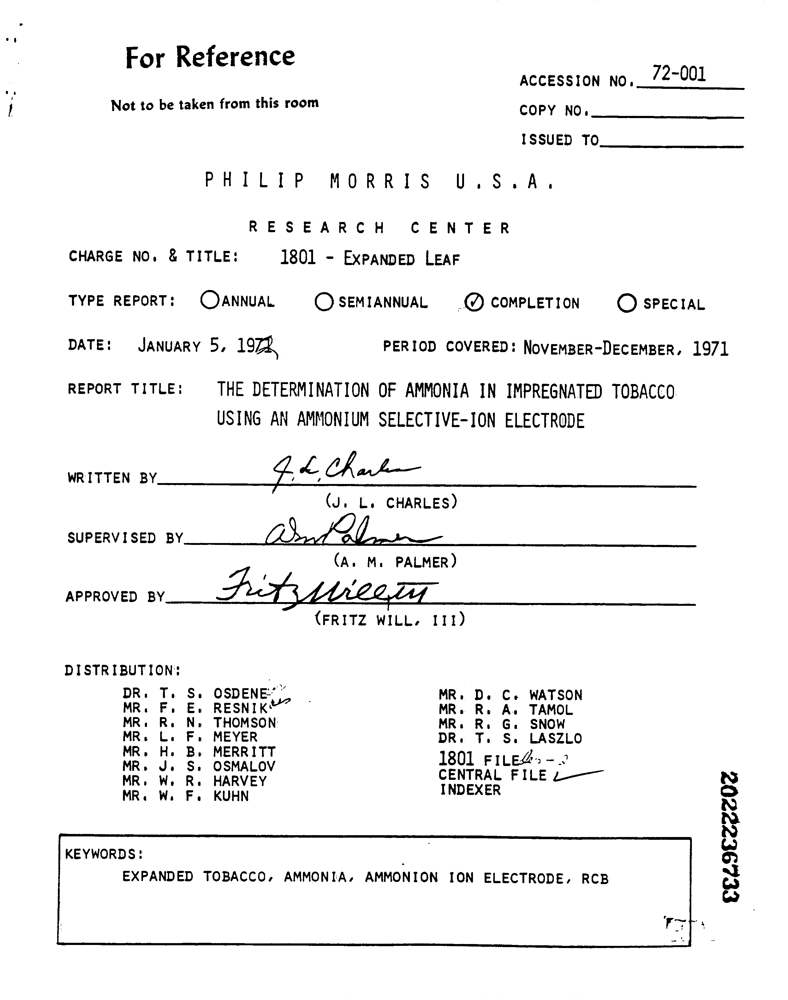 For Reference
Not to be taken from this room
ACCESSION NO. 72-001
COPY NO.
ISSUED TO
PHILIP MORRIS U.S.A.
RESEARCH CENTER
CHARGE NO. & TITLE: 1801 - EXPANDED LEAF
TYPE REPORT: ANNUAL SEMIANNUAL ✓ COMPLETION SPECIAL
DATE: JANUARY 5, 1972 PERIOD COVERED: NOVEMBER-DECEMBER, 1971
REPORT TITLE: THE DETERMINATION OF AMMONIA IN IMPREGNATED TOBACCO
USING AN AMMONIUM SELECTIVE-ION ELECTRODE
WRITTEN BY J. L. Charles
(J. L. CHARLES)
SUPERVISED BY AM Palmer
(A. M. PALMER)
APPROVED BY Fritz Will III
(FRITZ WILL, III)
DISTRIBUTION:
DR. T. S. OSDENE
MR. F. E. RESNIK
MR. R. N. THOMSON
MR. L. F. MEYER
MR. H. B. MERRITT
MR. J. S. OSMALOV
MR. W. R. HARVEY
MR. W. F. KUHN
MR. D. C. WATSON
MR. R. A. TAMOL
MR. R. G. SNOW
DR. T. S. LASZLO
1801 FILE
CENTRAL FILE
INDEXER
2022236733
KEYWORDS:
EXPANDED TOBACCO, AMMONIA, AMMONION ION ELECTRODE, RCB